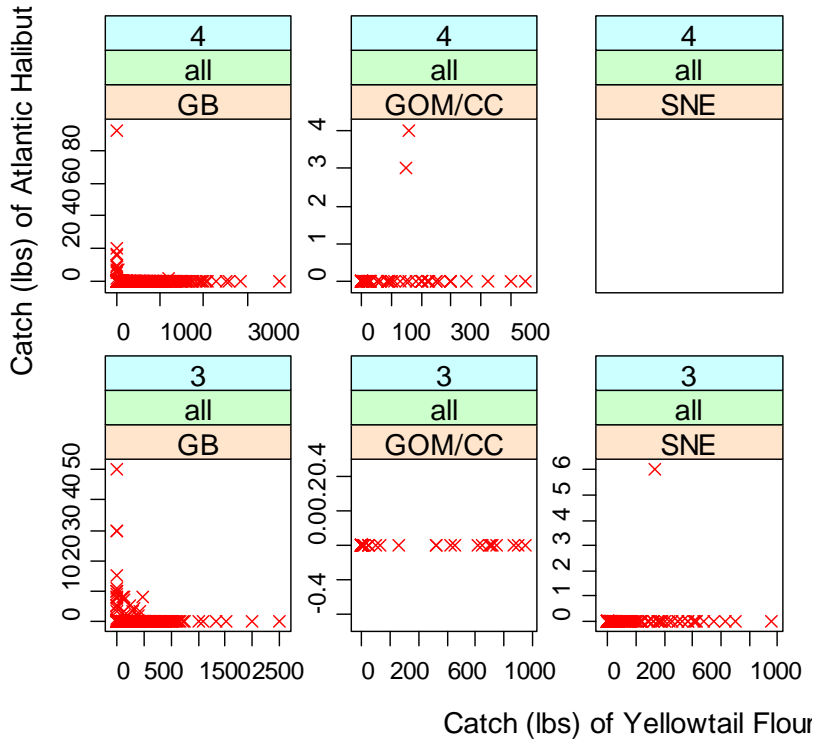 Catch (lbs) of Atlantic Halibut
4 4 4
all all all
GB GOM/CC SNE
0 20 40 60 80
0 1 2 3 4
0 1000 3000
0 100 300 500
3 3 3
all all all
GB GOM/CC SNE
0 10 20 30 40 50
-0.4 0.0 0.2 0.4
0 1 2 3 4 5 6
0 500 1500 2500
0 200 600 1000
0 200 600 1000
Catch (lbs) of Yellowtail Flour